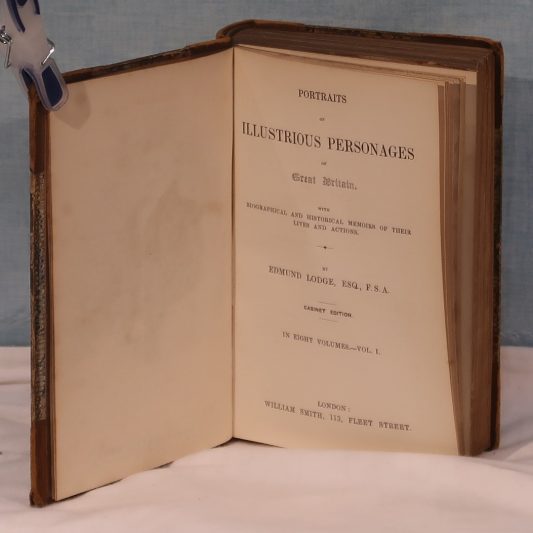 PORTRAITS
OF
ILLUSTRIOUS PERSONAGES
OF
Great Britain.
WITH
BIOGRAPHICAL AND HISTORICAL MEMOIRS OF THEIR
LIVES AND ACTIONS.
BY
EDMUND LODGE, ESQ., F.S.A.
CABINET EDITION.
IN EIGHT VOLUMES.—VOL. I.
LONDON:
WILLIAM SMITH, 113, FLEET STREET.